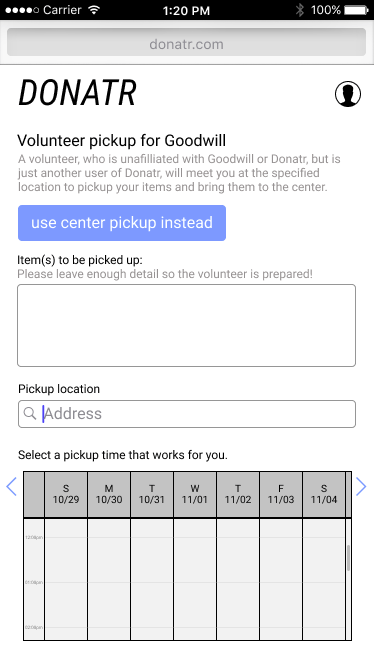 Carrier 1:20 PM 100%
donatr.com
DONATR
Volunteer pickup for Goodwill
A volunteer, who is unafilliated with Goodwill or Donatr, but is
just another user of Donatr, will meet you at the specified
location to pickup your items and bring them to the center.
use center pickup instead
Item(s) to be picked up:
Please leave enough detail so the volunteer is prepared!
Pickup location
Address
Select a pickup time that works for you.
S M T W T F S
10/29 10/30 10/31 11/01 11/02 11/03 11/04
12:00pm
01:00pm
02:00pm